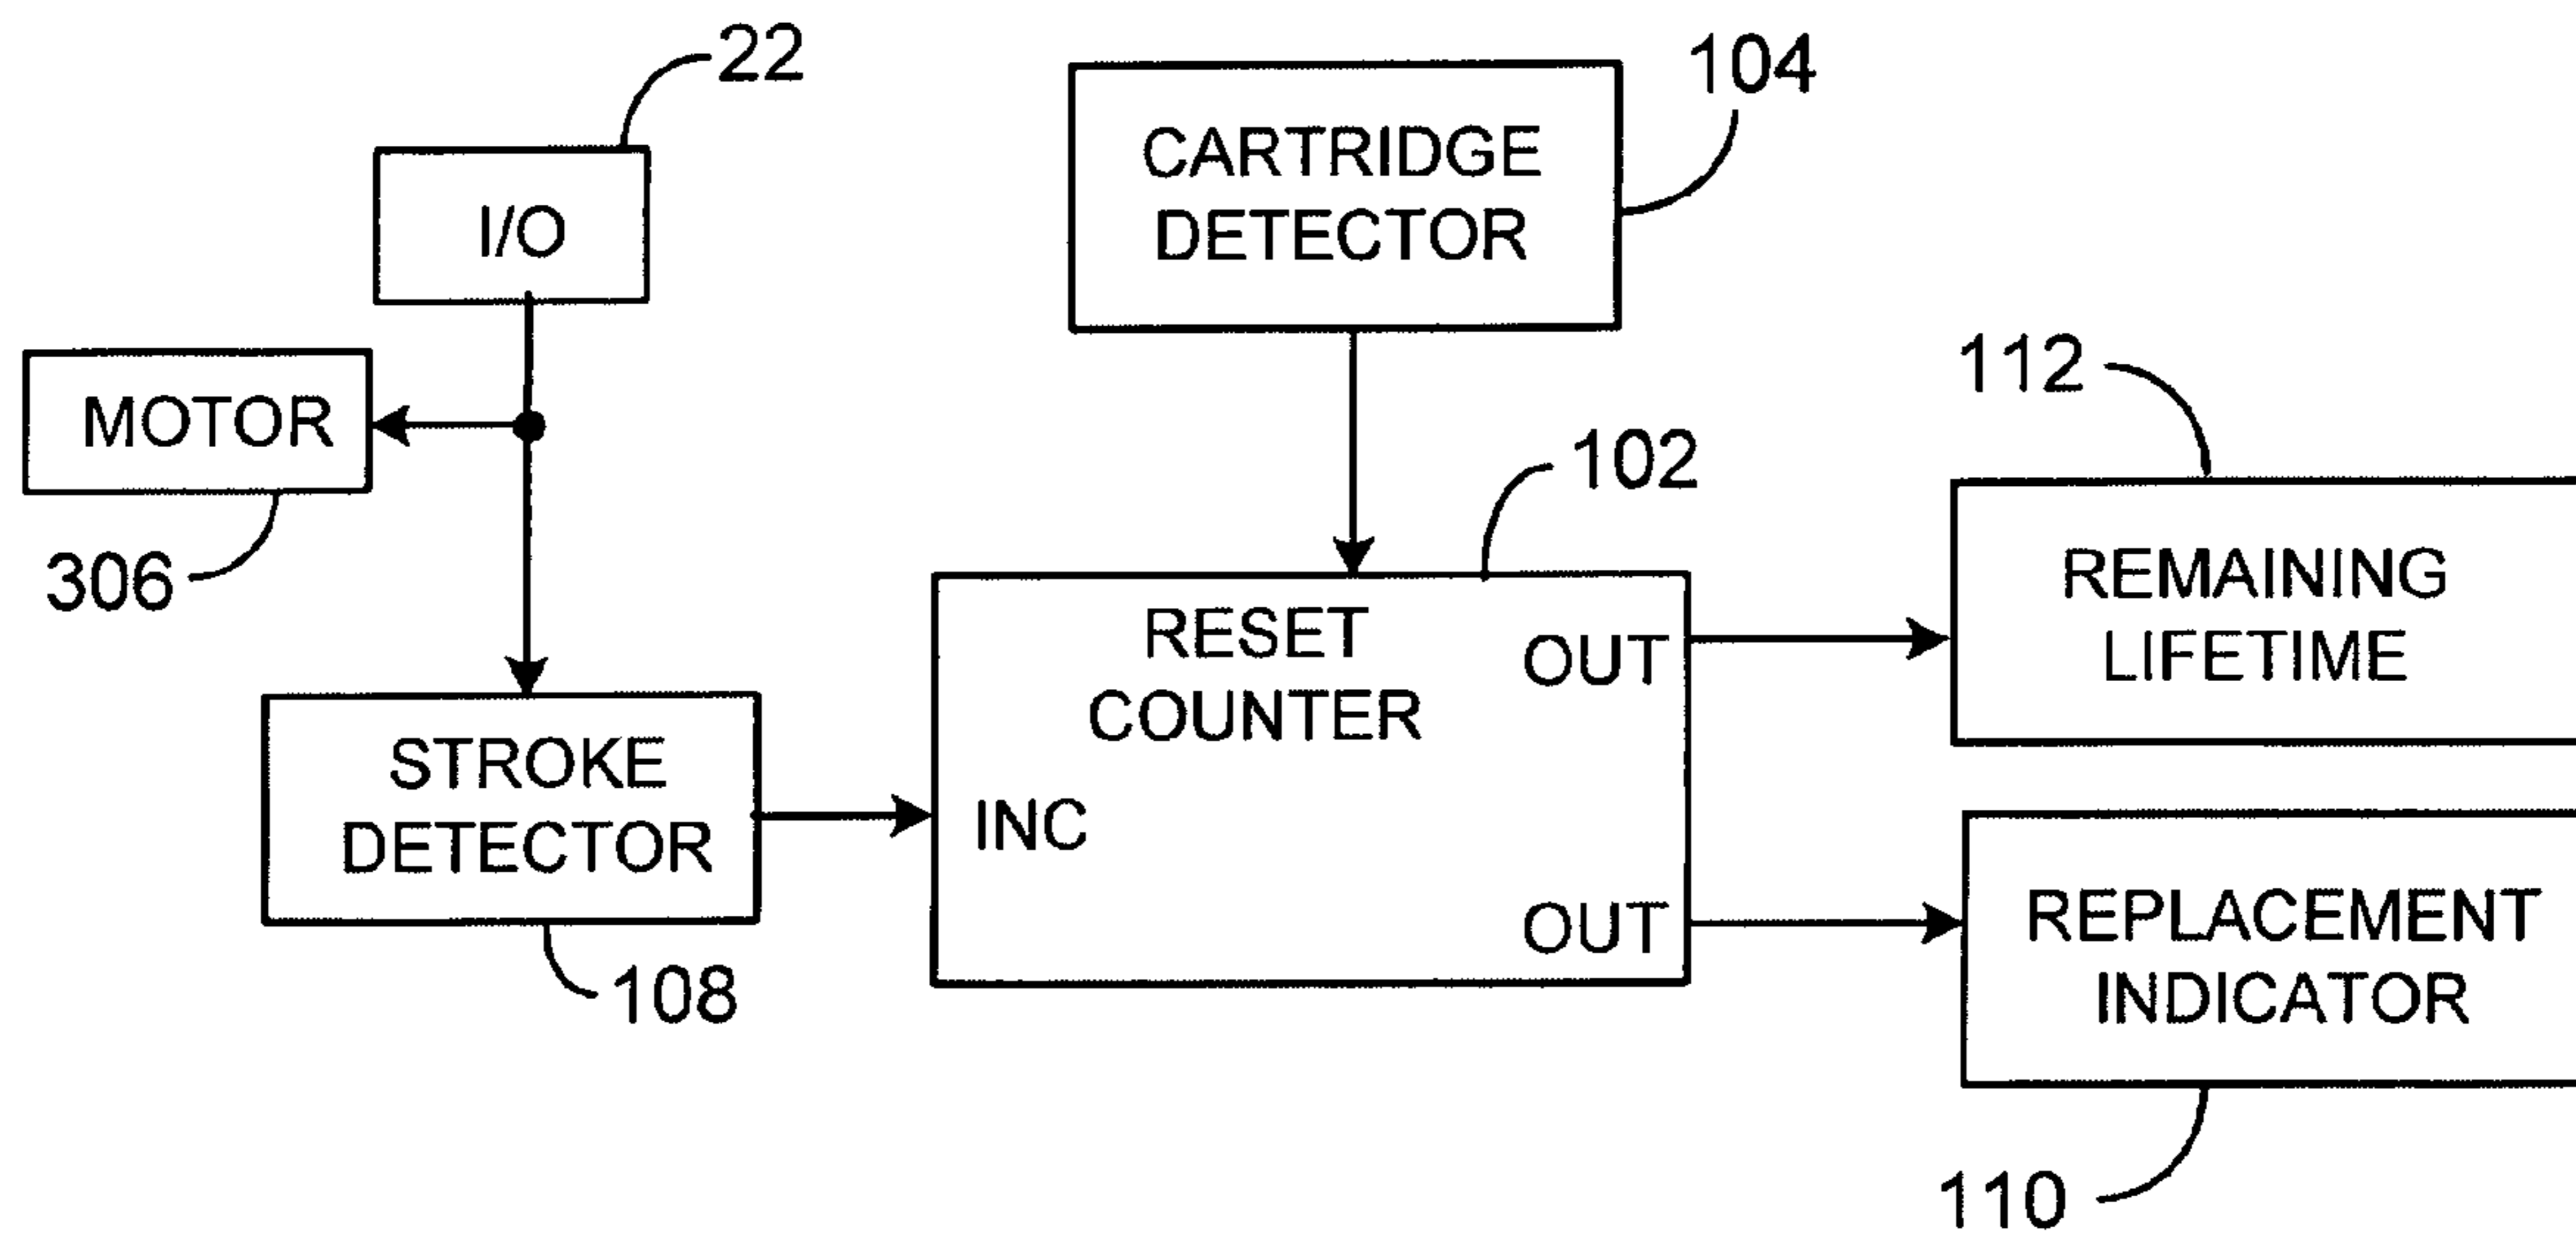 22
I/O
104
CARTRIDGE
DETECTOR
MOTOR
306
112
102
RESET
COUNTER
OUT
INC
OUT
REMAINING
LIFETIME
STROKE
DETECTOR
108
REPLACEMENT
INDICATOR
110